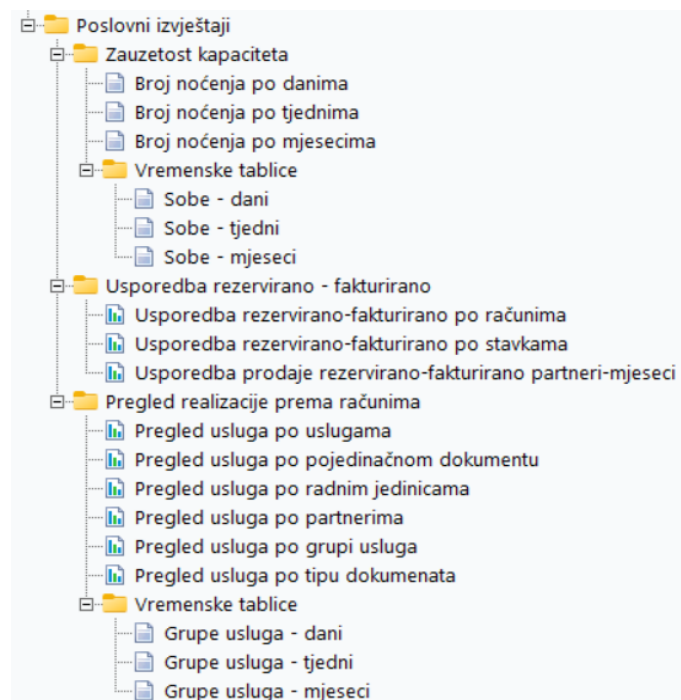 Poslovni izvještaji
Zauzetost kapaciteta
Broj noćenja po danima
Broj noćenja po tjednima
Broj noćenja po mjesecima
Vremenske tablice
Sobe - dani
Sobe - tjedni
Sobe - mjeseci
Usporedba rezervirano - fakturirano
Usporedba rezervirano-fakturirano po računima
Usporedba rezervirano-fakturirano po stavkama
Usporedba prodaje rezervirano-fakturirano partneri-mjeseci
Pregled realizacije prema računima
Pregled usluga po uslugama
Pregled usluga po pojedinačnom dokumentu
Pregled usluga po radnim jedinicama
Pregled usluga po partnerima
Pregled usluga po grupi usluga
Pregled usluga po tipu dokumenata
Vremenske tablice
Grupe usluga - dani
Grupe usluga - tjedni
Grupe usluga - mjeseci